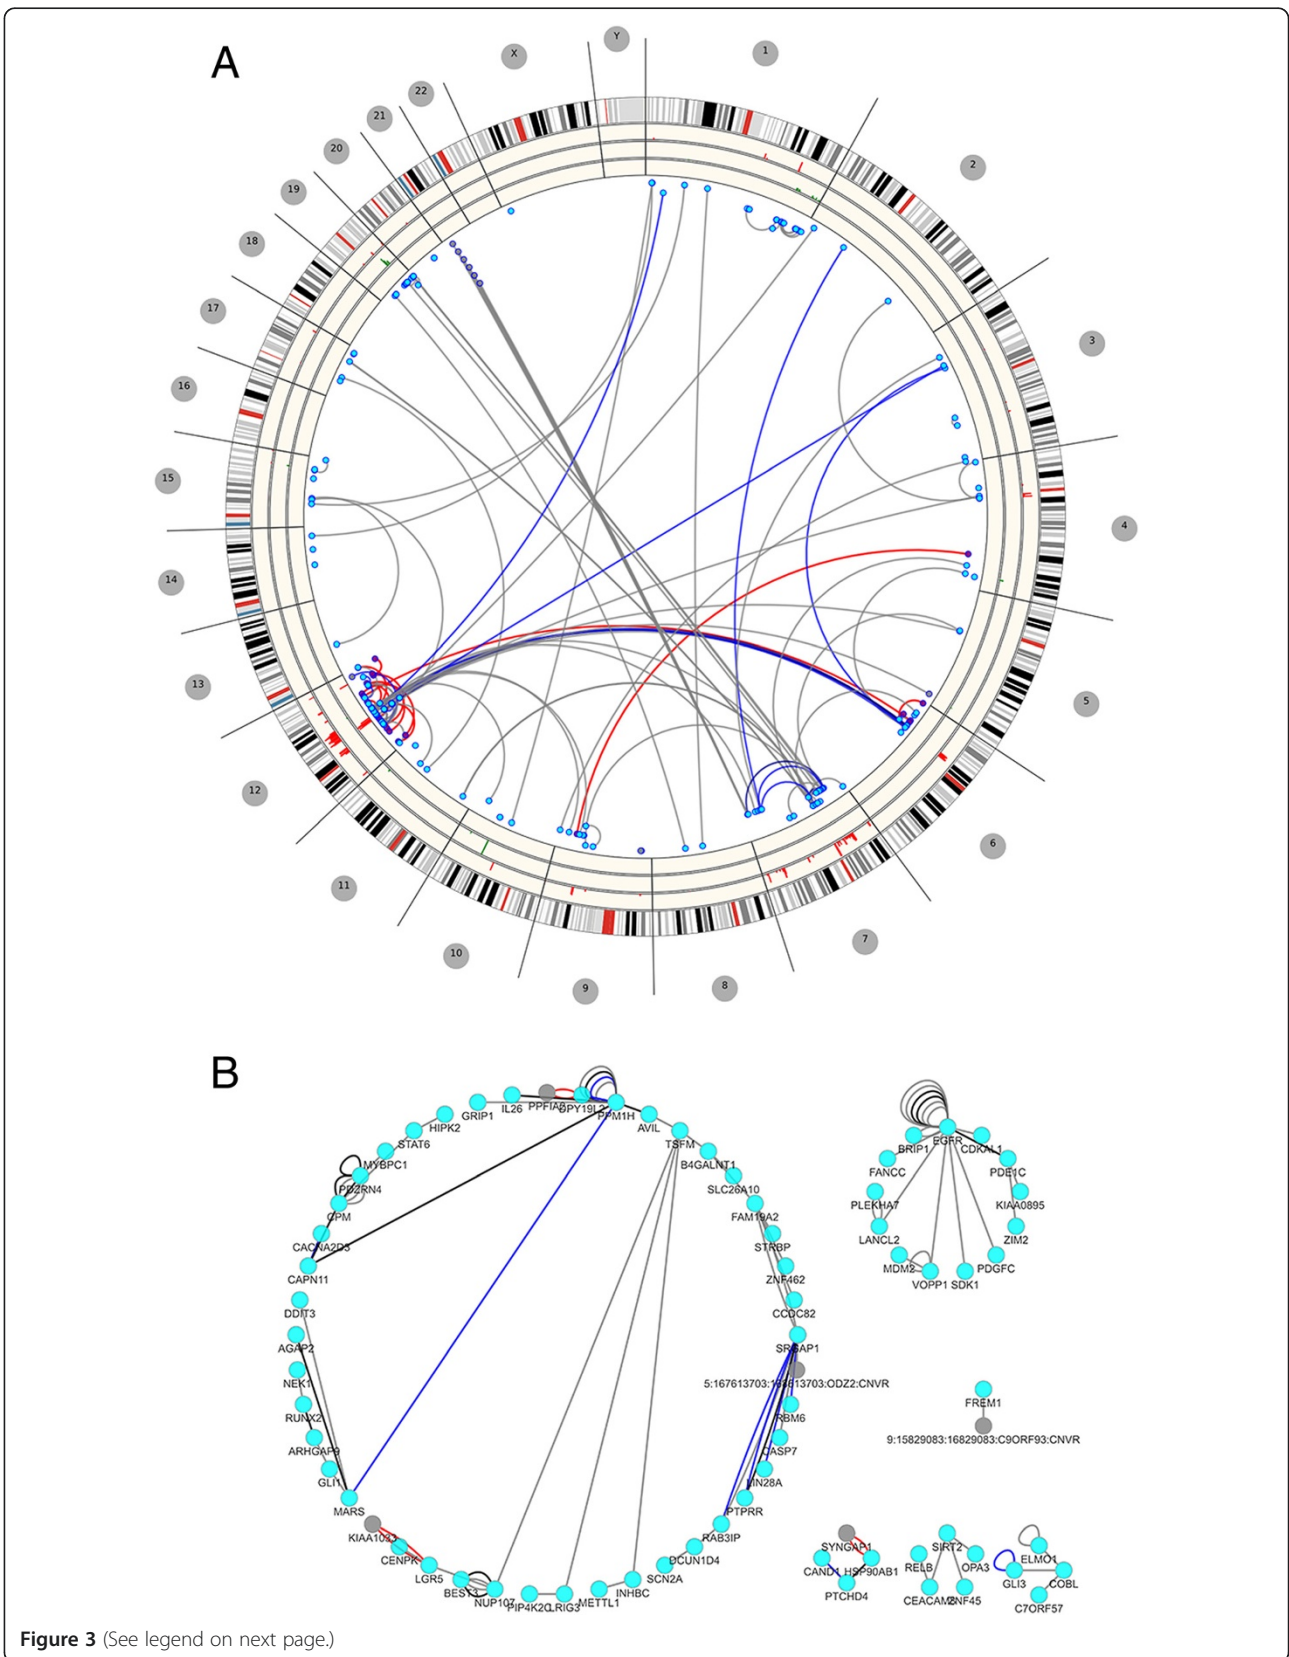 A
X
Y
1
22
21
20
2
19
18
17
3
16
15
4
14
13
5
12
6
11
7
10
9
8
B
IL26
DPY19L2
GRIP1
PPM1H
AVIL
HIPK2
STAT6
TSFM
MYBPC1
B4GALNT1
PDZRN4
SLC26A10
CPM
FAM19A2
CACNA2D3
STRBP
CAPN11
ZNF462
DDIT3
CCDC82
AGAP2
SRGAP1
NEK1
5:167613703:168613703:ODZ2:CNVR
RUNX2
RBM6
ARHGAP9
CASP7
GLI1
LIN28A
MARS
PTPRR
KIAA1033
RAB3IP
CENPK
DCUN1D4
LGR5
SCN2A
BEST3
INHBC
NUP107
PIP4K2C
LRIG3
METTL1
EGFR
BRIP1
CDKAL1
FANCC
PDE1C
PLEKHA7
KIAA0895
LANCL2
ZIM2
MDM2
PDGFC
VOPP1
SDK1
FREM1
9:15829083:16829083:C9ORF93:CNVR
SYNGAP1
CAND1
HSP90AB1
PTCHD4
SIRT2
RELB
OPA3
CEACAM8
ZNF45
ELMO1
GLI3
COBL
C7ORF57
Figure 3 (See legend on next page.)